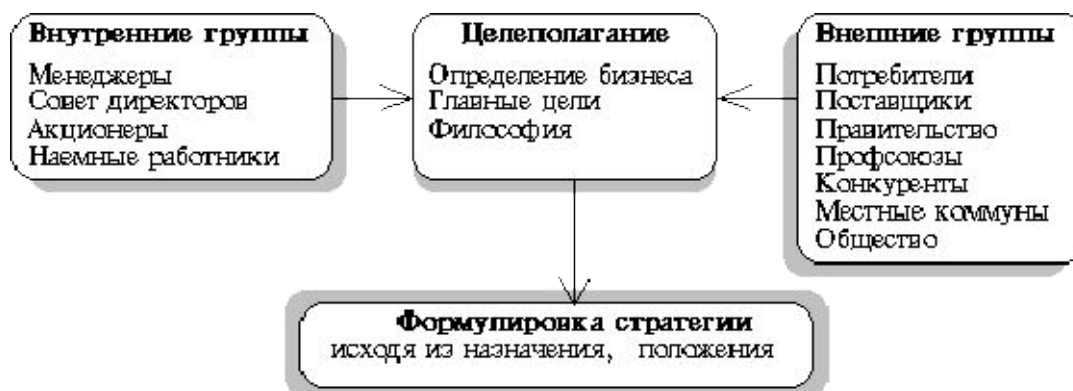 Внутренние группы
Менеджеры
Совет директоров
Акционеры
Наемные работники
Целеполагание
Определение бизнеса
Главные цели
Философия
Внешние группы
Потребители
Поставщики
Правительство
Профсоюзы
Конкуренты
Местные коммуны
Общество
Формулировка стратегии
исходя из назначения, положения